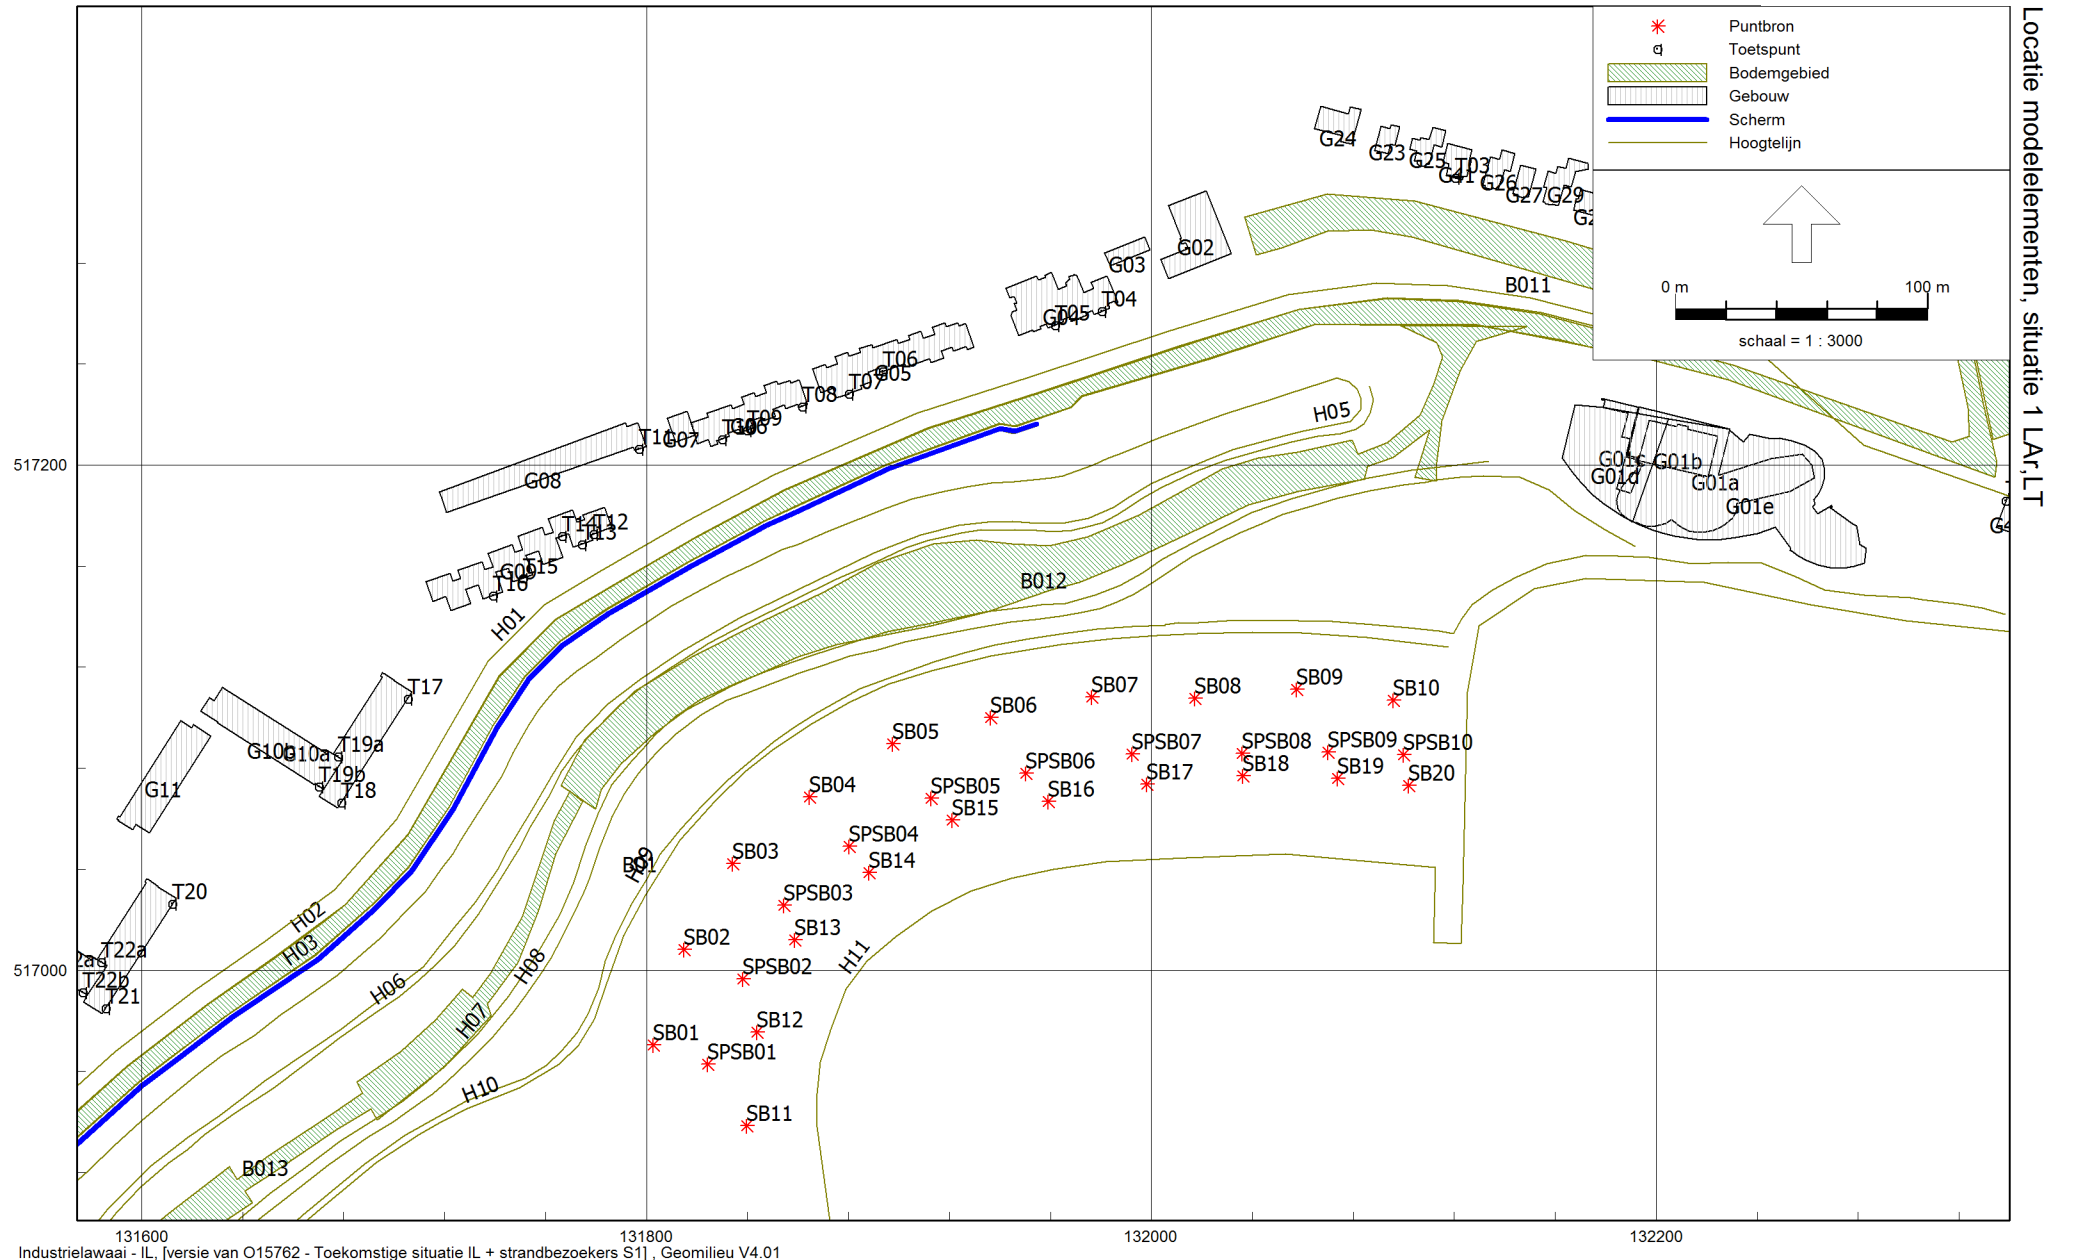 Locatie modelelementen, situatie 1 LAr,LT
Puntbron
Toetspunt
Bodemgebied
Gebouw
Scherm
Hoogtelijn
0 m 100 m
schaal = 1 : 3000
G24
G23
G25
T03
G41
G26
G27
G29
G02
G03
B011
T04
T05
G04
T06
G05
T07
T08
T09
G07
T11
H05
G08
517200
G01c
G01b
G01d
G01a
G01e
T14
T12
T13
G09
T15
T16
B012
H01
T17
SB07
SB08
SB09
SB10
SB06
SB05
G10b
G10a
T19a
SPSB07
SPSB08
SPSB09
SPSB10
SPSB06
SB17
SB18
SB19
SB20
T19b
T18
G11
SB04
SPSB05
SB16
SB15
SPSB04
SB03
SB14
H09
SPSB03
T20
H02
SB02
SB13
H03
T22a
H11
SPSB02
H08
517000
T22b
T21
H06
H07
SB12
SB01
SPSB01
H10
SB11
B013
131600
131800
132000
132200
Industrielawaai - IL, [versie van O15762 - Toekomstige situatie IL + strandbezoekers S1] , Geomilieu V4.01